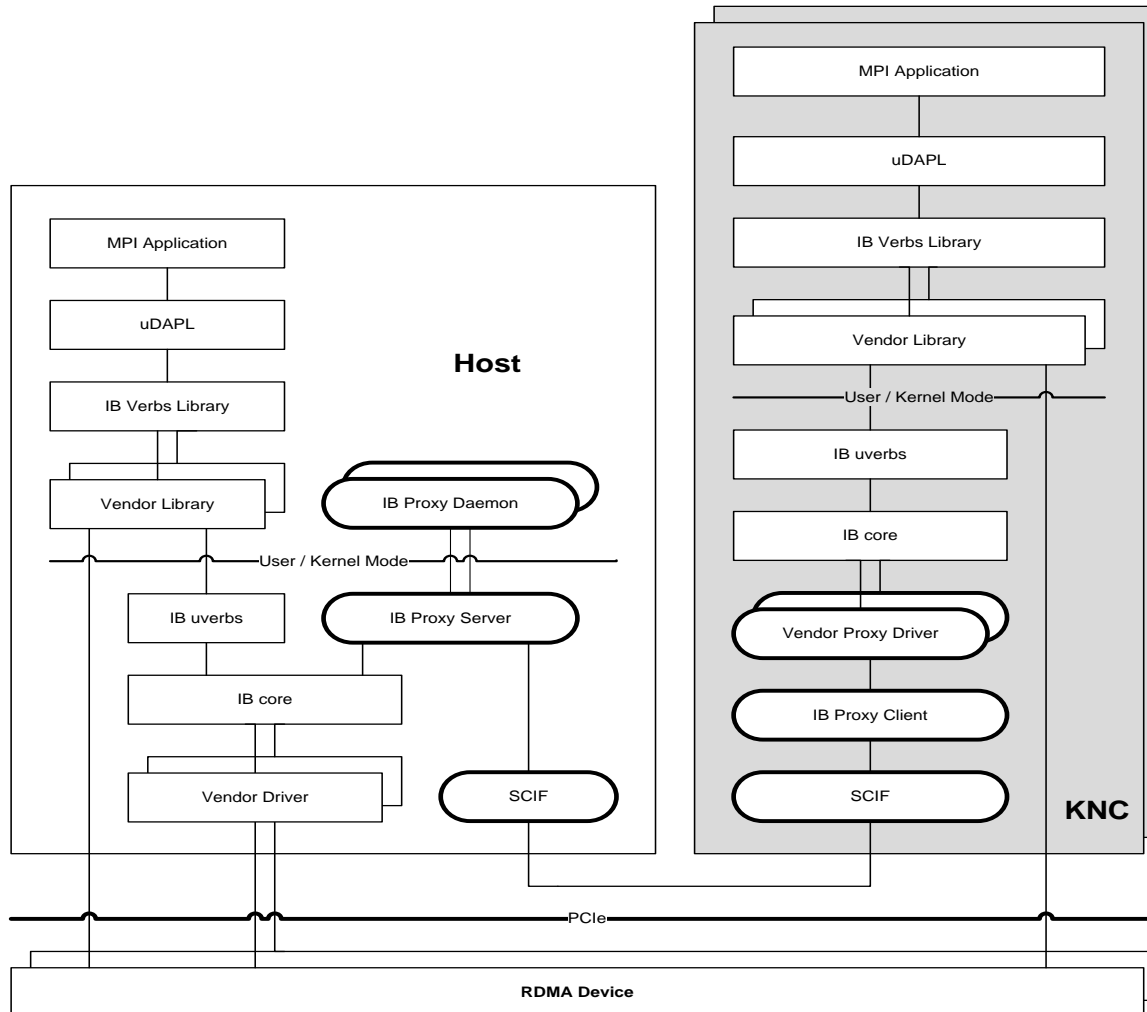 MPI Application
uDAPL
IB Verbs Library
Vendor Library
User / Kernel Mode
IB uverbs
IB core
Vendor Proxy Driver
IB Proxy Client
SCIF
KNC
MPI Application
uDAPL
Host
IB Verbs Library
Vendor Library
IB Proxy Daemon
User / Kernel Mode
IB uverbs
IB Proxy Server
IB core
Vendor Driver
SCIF
PCIe
RDMA Device